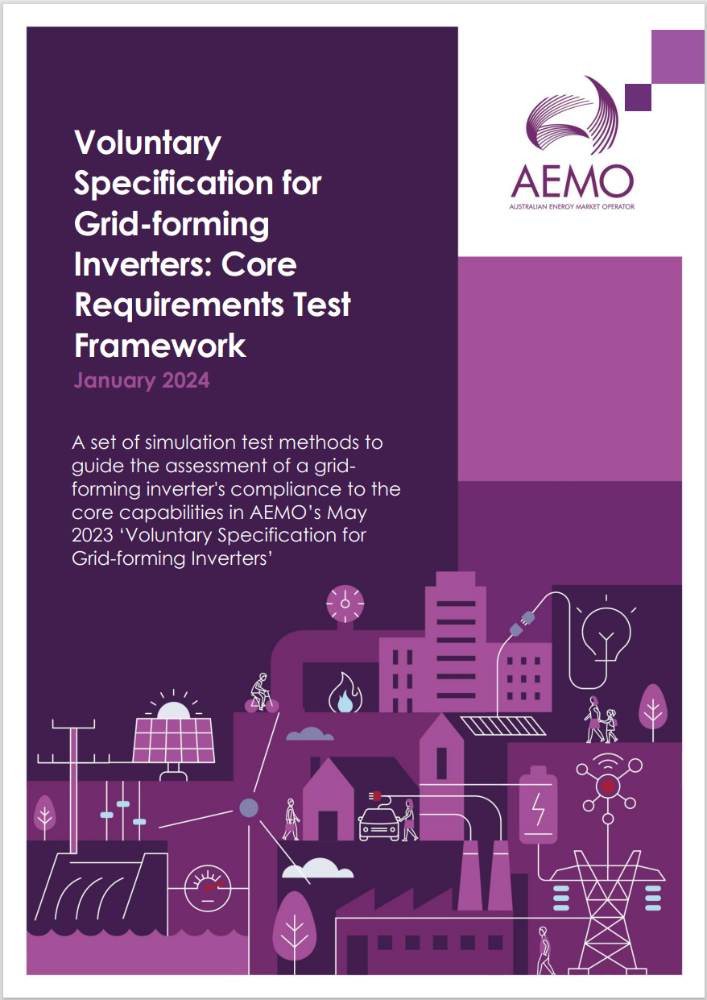 Voluntary
Specification for
Grid-forming
Inverters: Core
Requirements Test
Framework
January 2024
A set of simulation test methods to
guide the assessment of a grid-
forming inverter's compliance to the
core capabilities in AEMO’s May
2023 ‘Voluntary Specification for
Grid-forming Inverters’
AEMO
AUSTRALIAN ENERGY MARKET OPERATOR